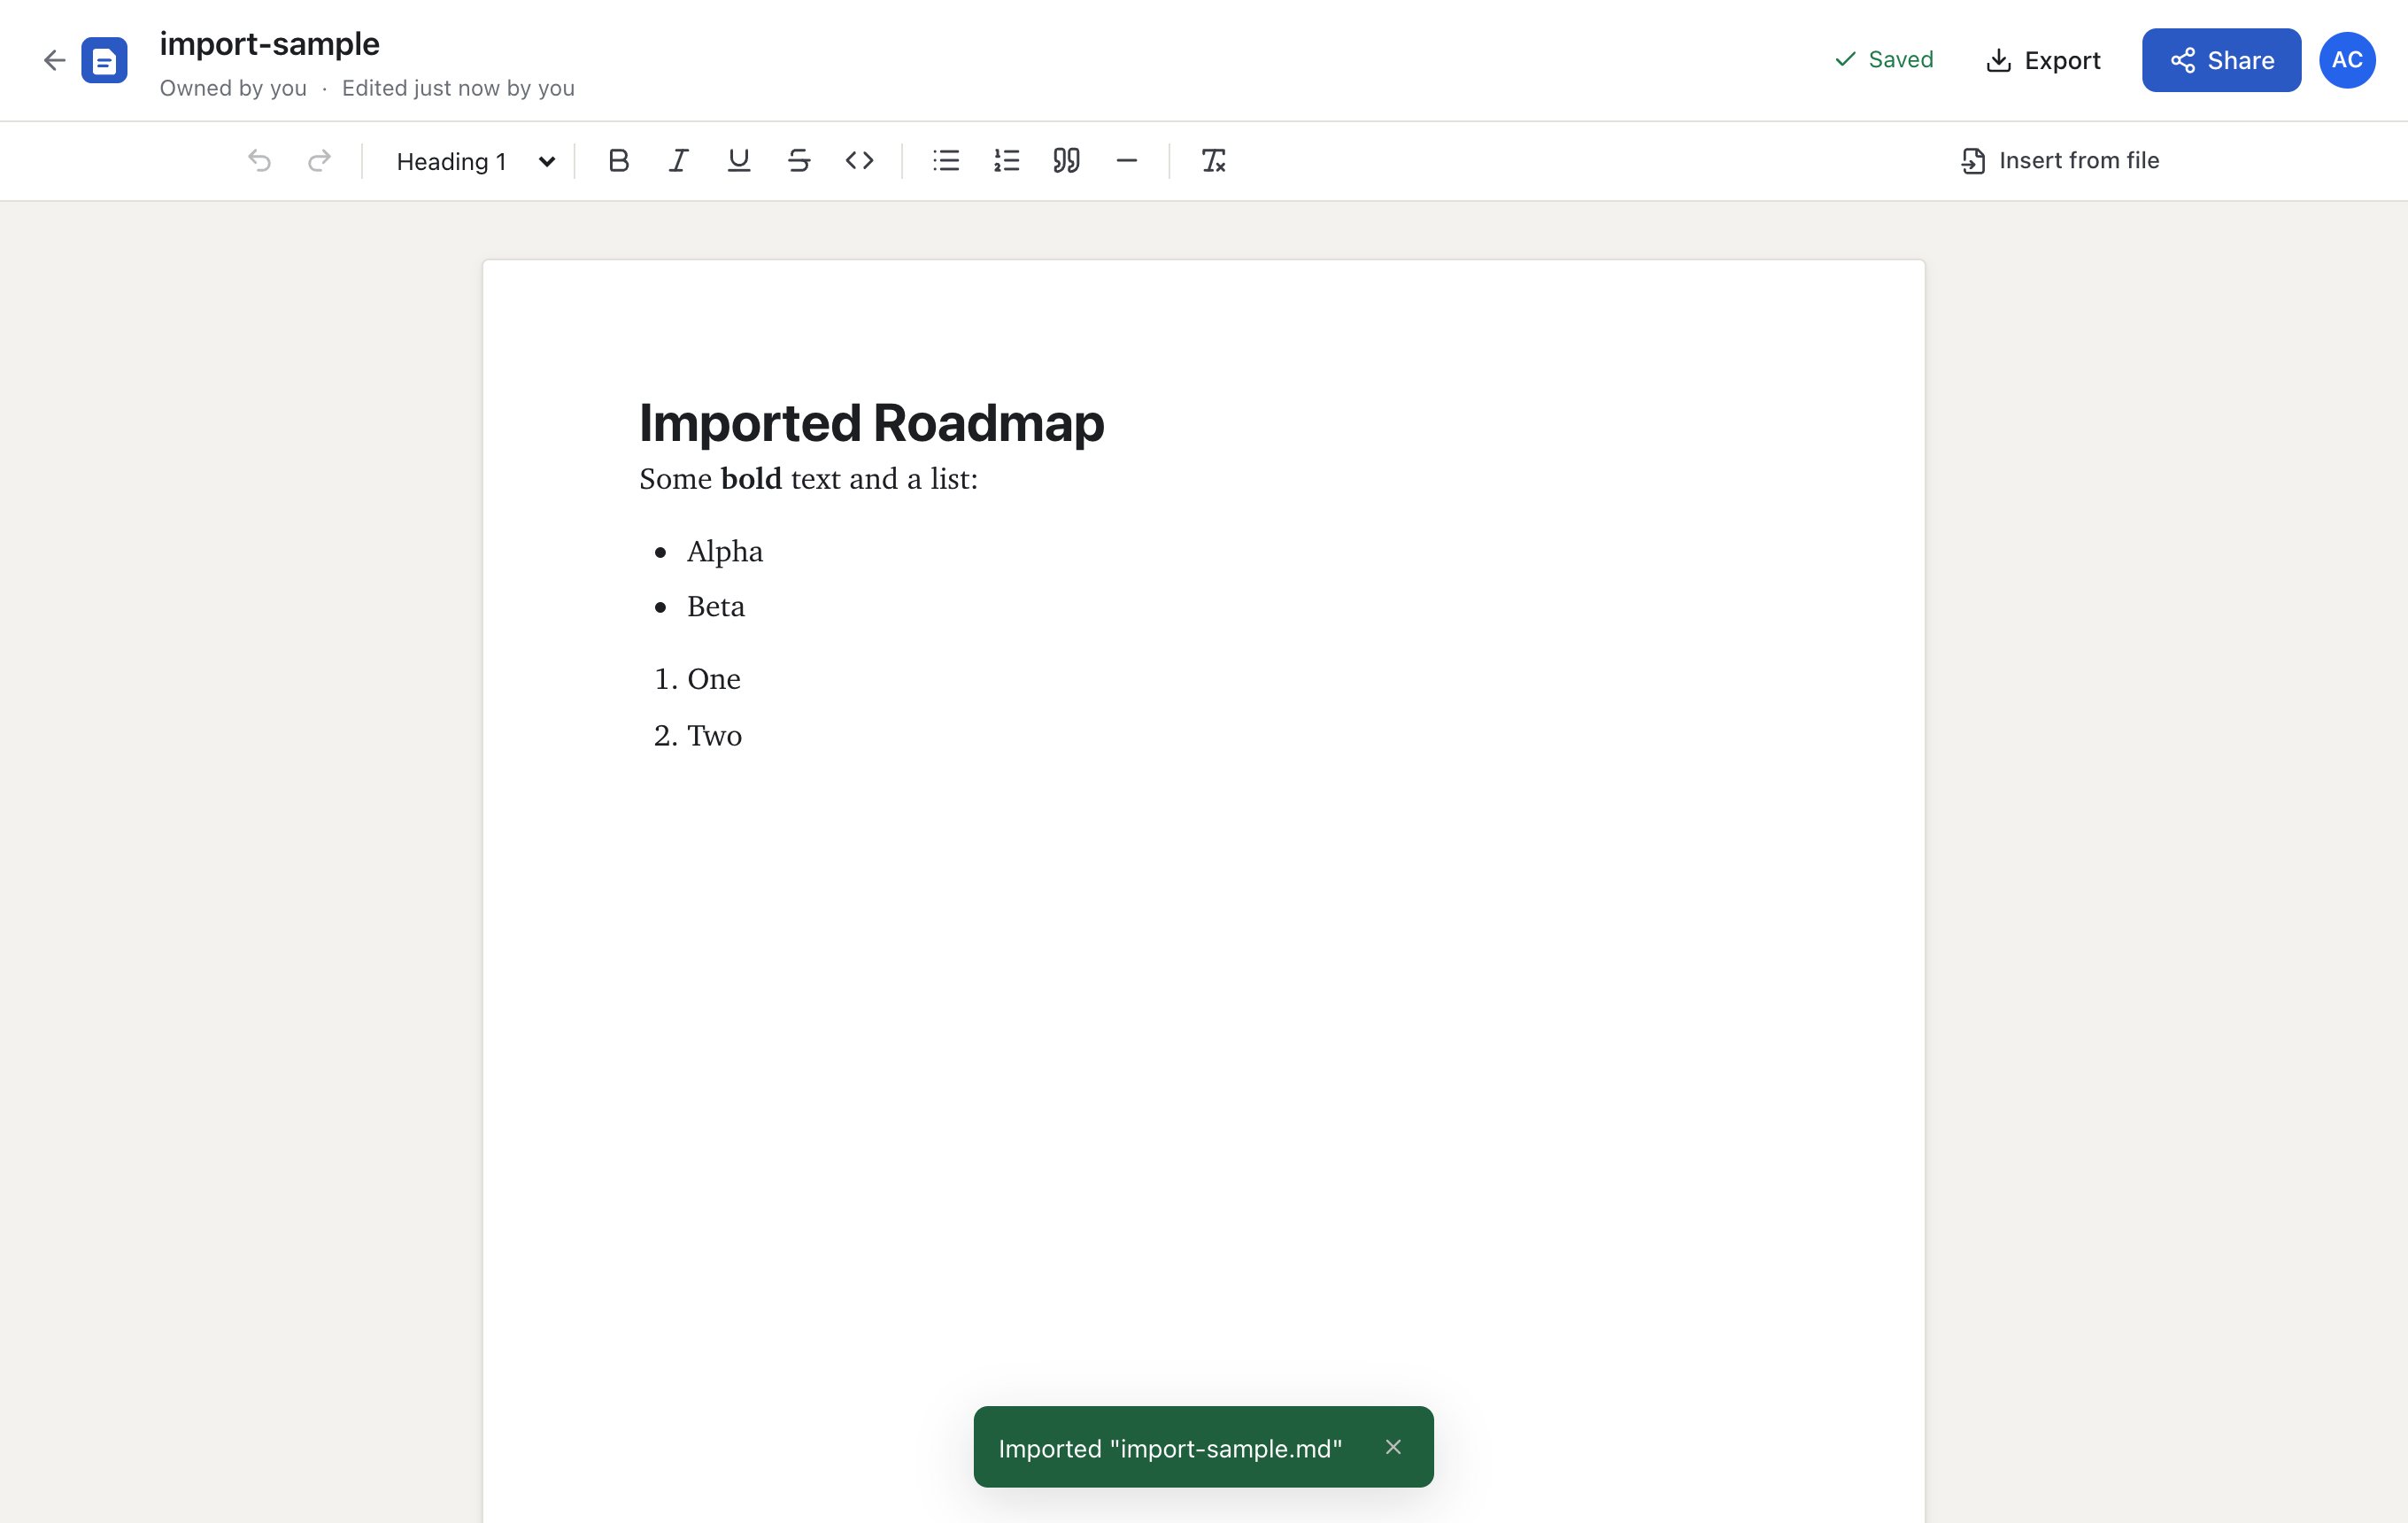 import-sample
Owned by you · Edited just now by you
Saved
Export
Share
AC
Heading 1
Insert from file
Imported Roadmap
Some bold text and a list:
• Alpha
• Beta
1. One
2. Two
Imported "import-sample.md"